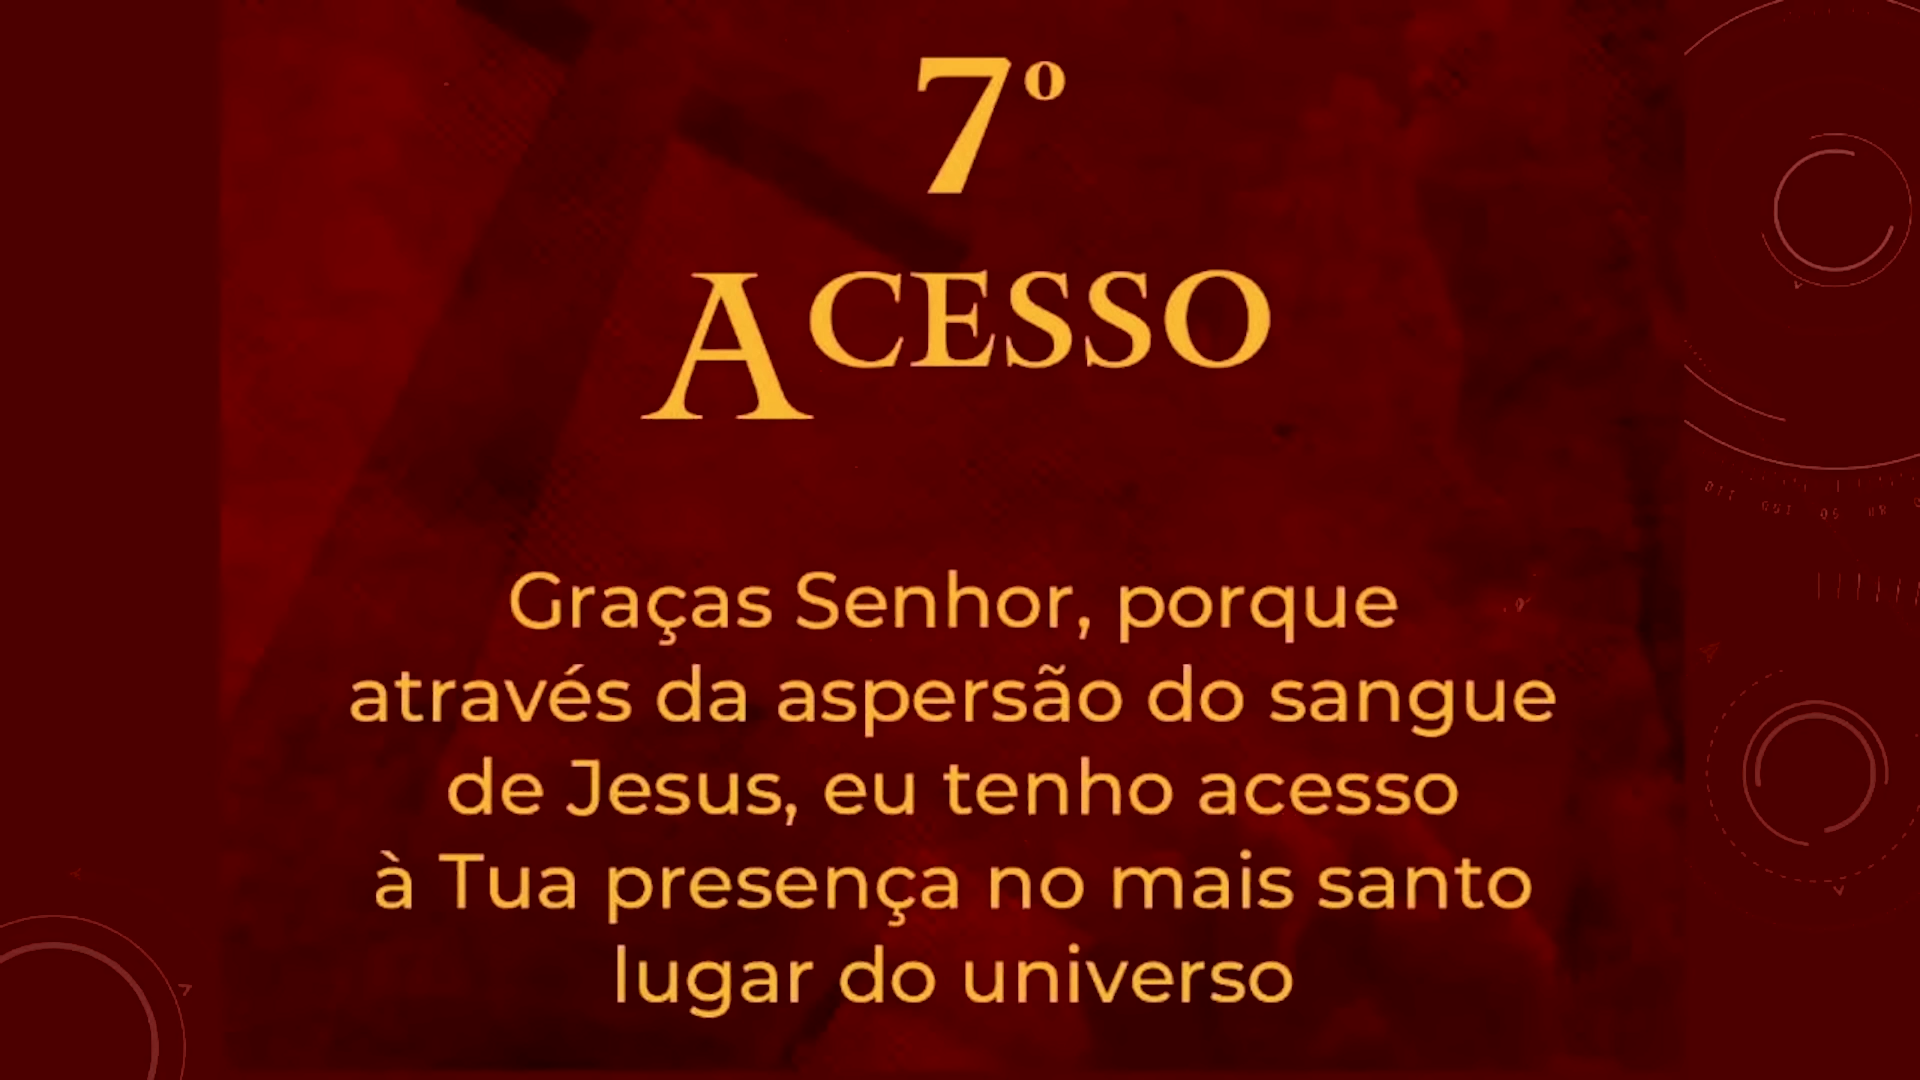 7º
ACESSO
Graças Senhor, porque
através da aspersão do sangue
de Jesus, eu tenho acesso
à Tua presença no mais santo
lugar do universo